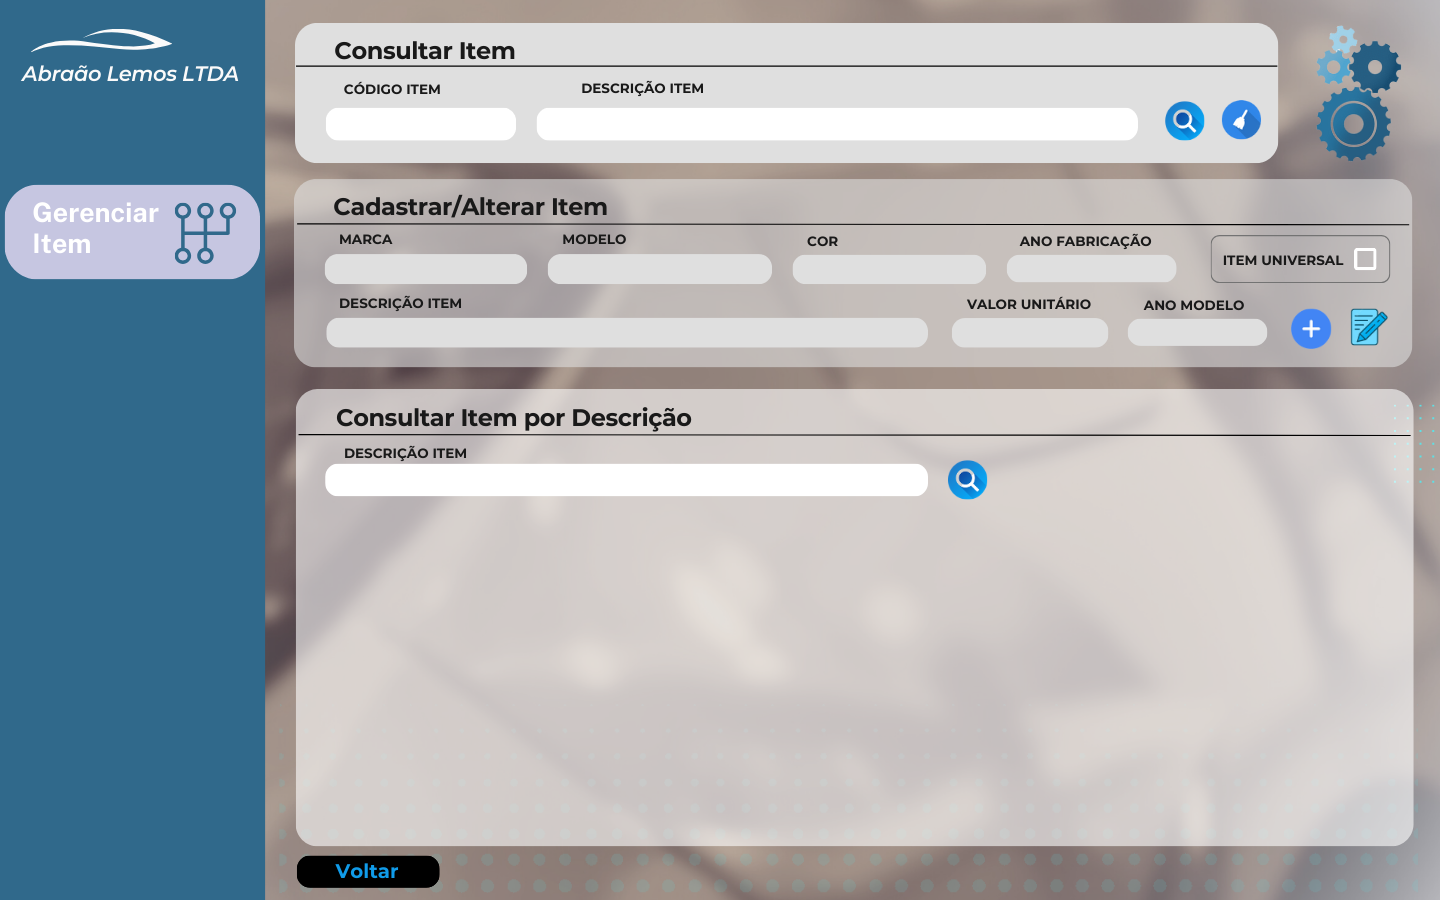 Abraão Lemos LTDA
Gerenciar
Item
Consultar Item
CÓDIGO ITEM
DESCRIÇÃO ITEM
Cadastrar/Alterar Item
MARCA
MODELO
COR
ANO FABRICAÇÃO
ITEM UNIVERSAL
DESCRIÇÃO ITEM
VALOR UNITÁRIO
ANO MODELO
Consultar Item por Descrição
DESCRIÇÃO ITEM
Voltar